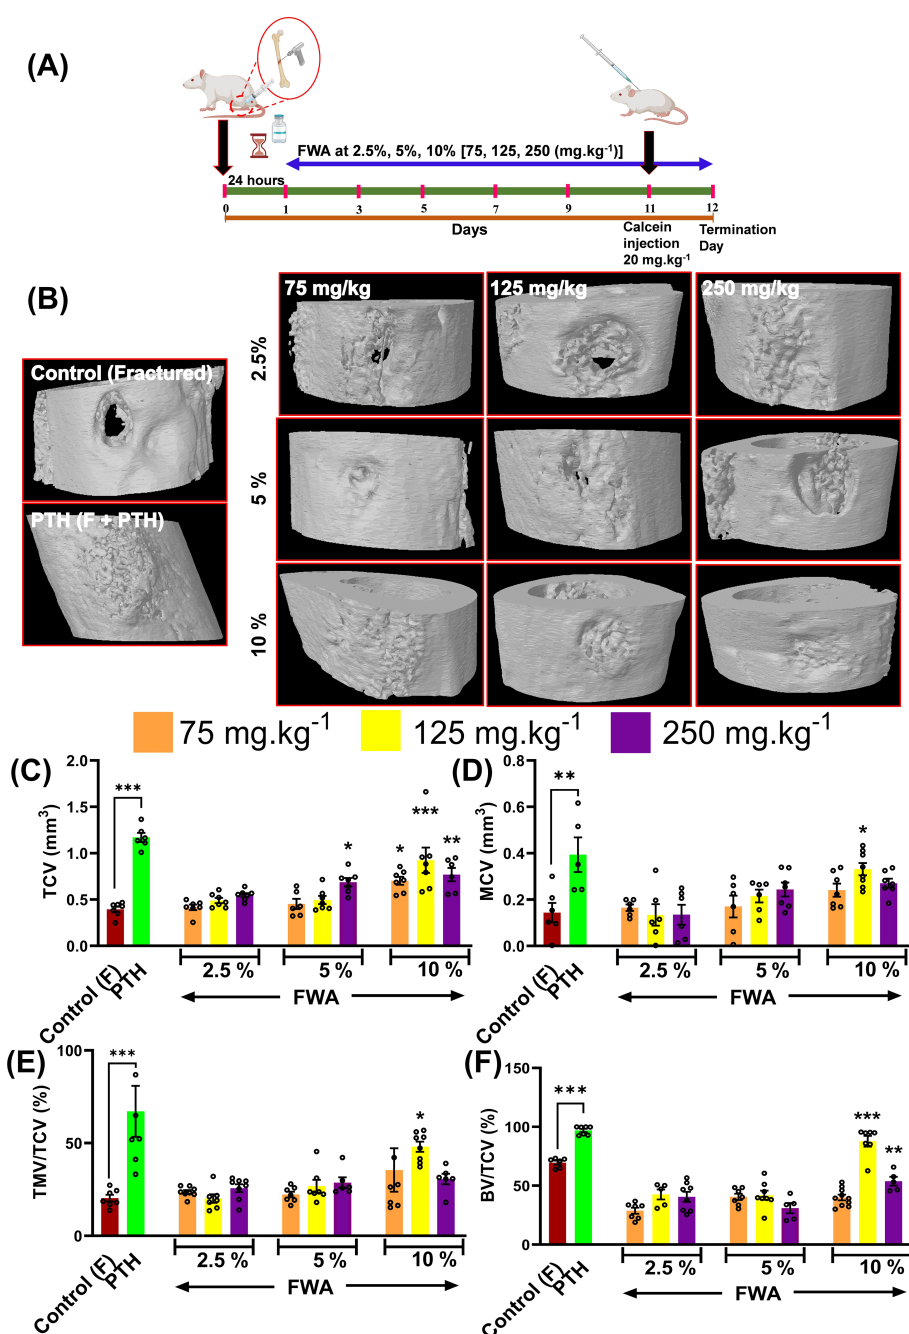 (A)
FWA at 2.5%, 5%, 10% [75, 125, 250 (mg.kg-¹)]
24 hours
0 1 3 5 7 9 11 12
Days
Calcein
injection
20 mg.kg-¹
Termination
Day
(B)
75 mg/kg 125 mg/kg 250 mg/kg
2.5%
Control (Fractured)
5 %
PTH (F + PTH)
10 %
75 mg.kg⁻¹ 125 mg.kg⁻¹ 250 mg.kg⁻¹
(C)
TCV (mm³)
2.0
1.5
1.0
0.5
0.0
***
*
*
***
**
Control (F)
PTH
2.5 %
5 %
10 %
FWA
(D)
MCV (mm³)
0.8
0.6
0.4
0.2
0.0
**
*
Control (F)
PTH
2.5 %
5 %
10 %
FWA
(E)
TMV/TCV (%)
100
50
0
***
*
Control (F)
PTH
2.5 %
5 %
10 %
FWA
(F)
BV/TCV (%)
150
100
50
0
***
***
**
Control (F)
PTH
2.5 %
5 %
10 %
FWA